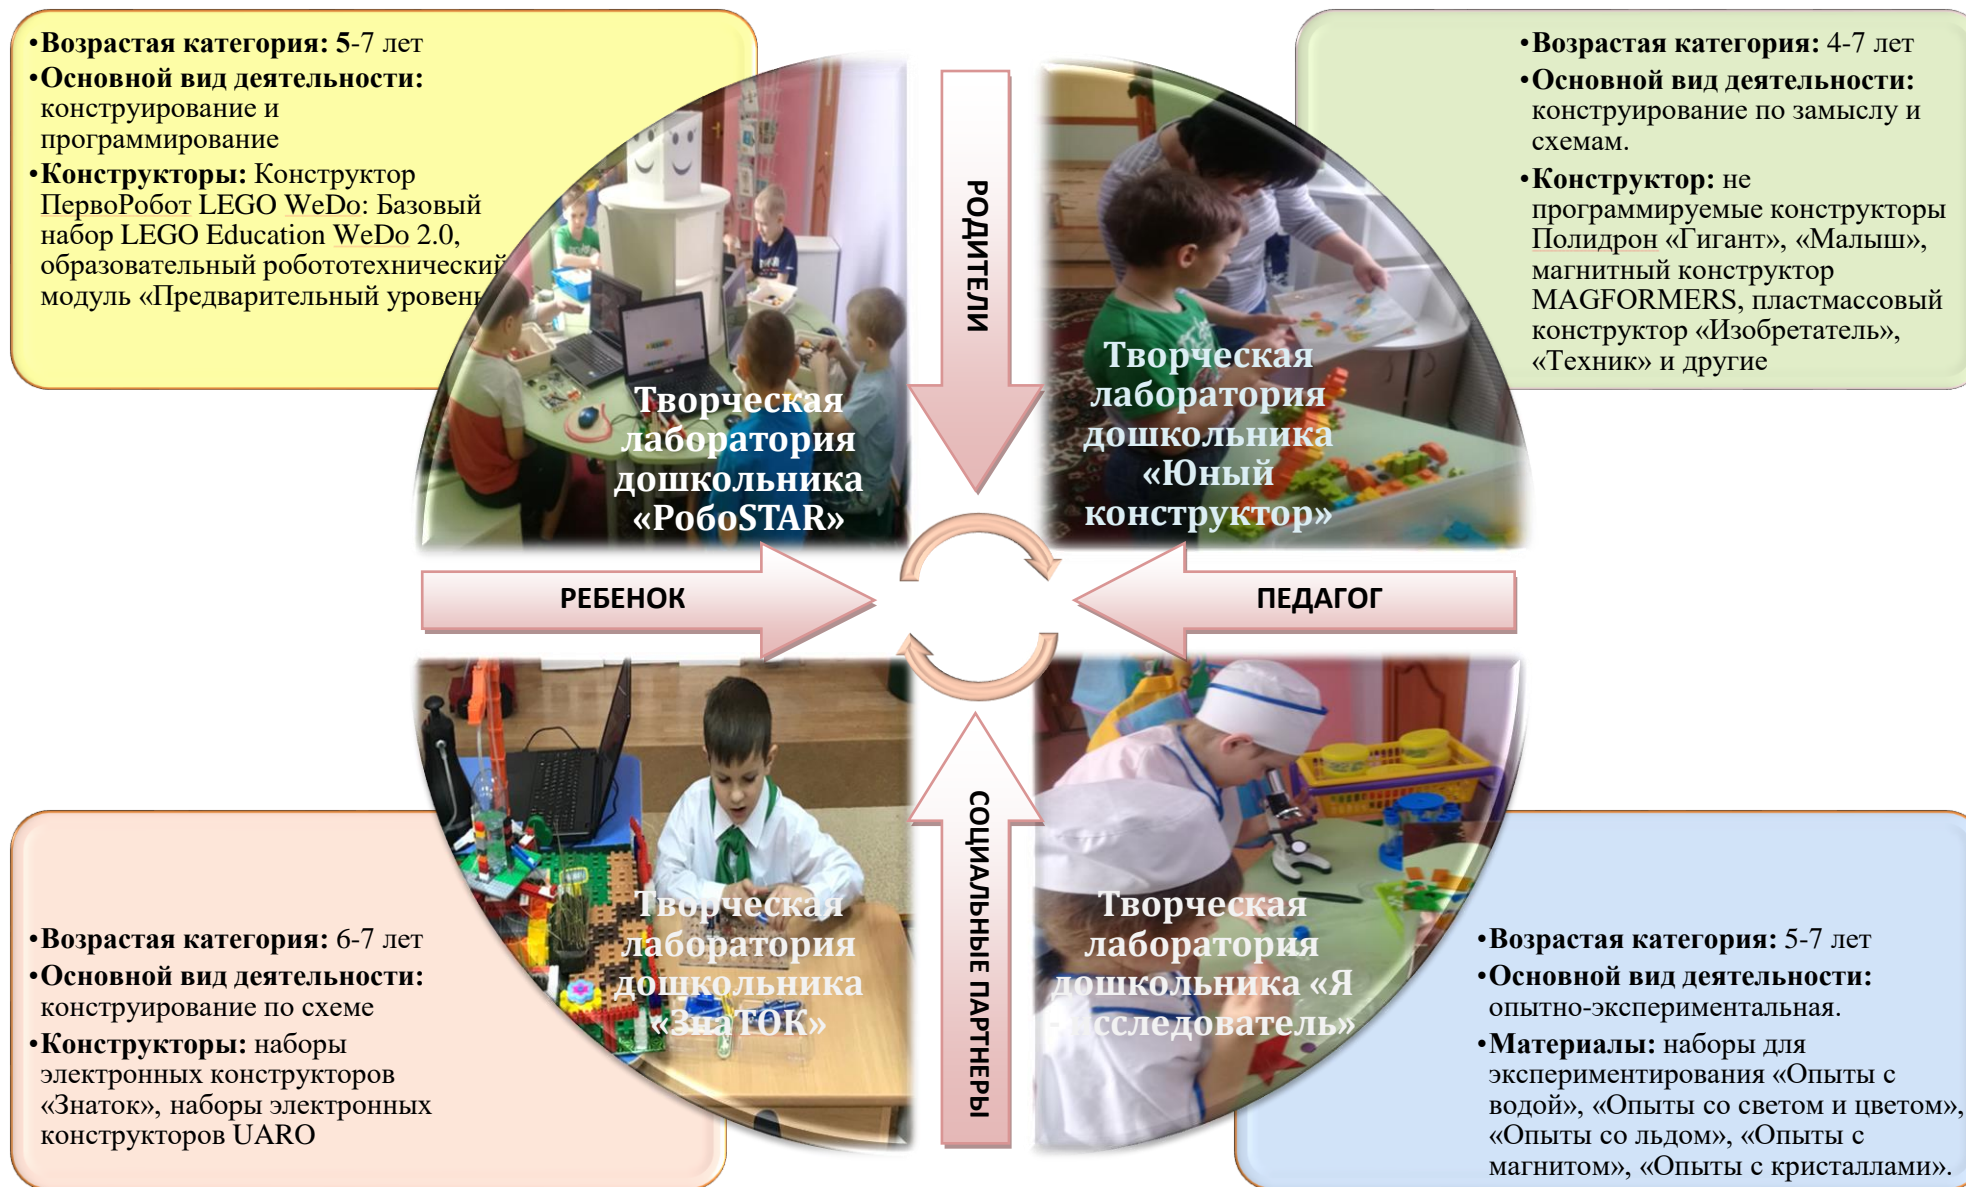 •Возрастая категория: 5-7 лет
•Основной вид деятельности:
конструирование и
программирование
•Конструкторы: Конструктор
ПервоРобот LEGO WeDo: Базовый
набор LEGO Education WeDo 2.0,
образовательный робототехнический
модуль «Предварительный уровень
Творческая
лаборатория
дошкольника
«РобоSTAR»
РОДИТЕЛИ
•Возрастая категория: 4-7 лет
•Основной вид деятельности:
конструирование по замыслу и
схемам.
•Конструктор: не
программируемые конструкторы
Полидрон «Гигант», «Малыш»,
магнитный конструктор
MAGFORMERS, пластмассовый
конструктор «Изобретатель»,
«Техник» и другие
Творческая
лаборатория
дошкольника
«Юный
конструктор»
РЕБЕНОК
ПЕДАГОГ
•Возрастая категория: 6-7 лет
•Основной вид деятельности:
конструирование по схеме
•Конструкторы: наборы
электронных конструкторов
«Знаток», наборы электронных
конструкторов UARO
Творческая
лаборатория
дошкольника
«ЗнаТОК»
СОЦИАЛЬНЫЕ ПАРТНЕРЫ
Творческая
лаборатория
дошкольника «Я
исследователь»
•Возрастая категория: 5-7 лет
•Основной вид деятельности:
опытно-экспериментальная.
•Материалы: наборы для
экспериментирования «Опыты с
водой», «Опыты со светом и цветом»,
«Опыты со льдом», «Опыты с
магнитом», «Опыты с кристаллами».